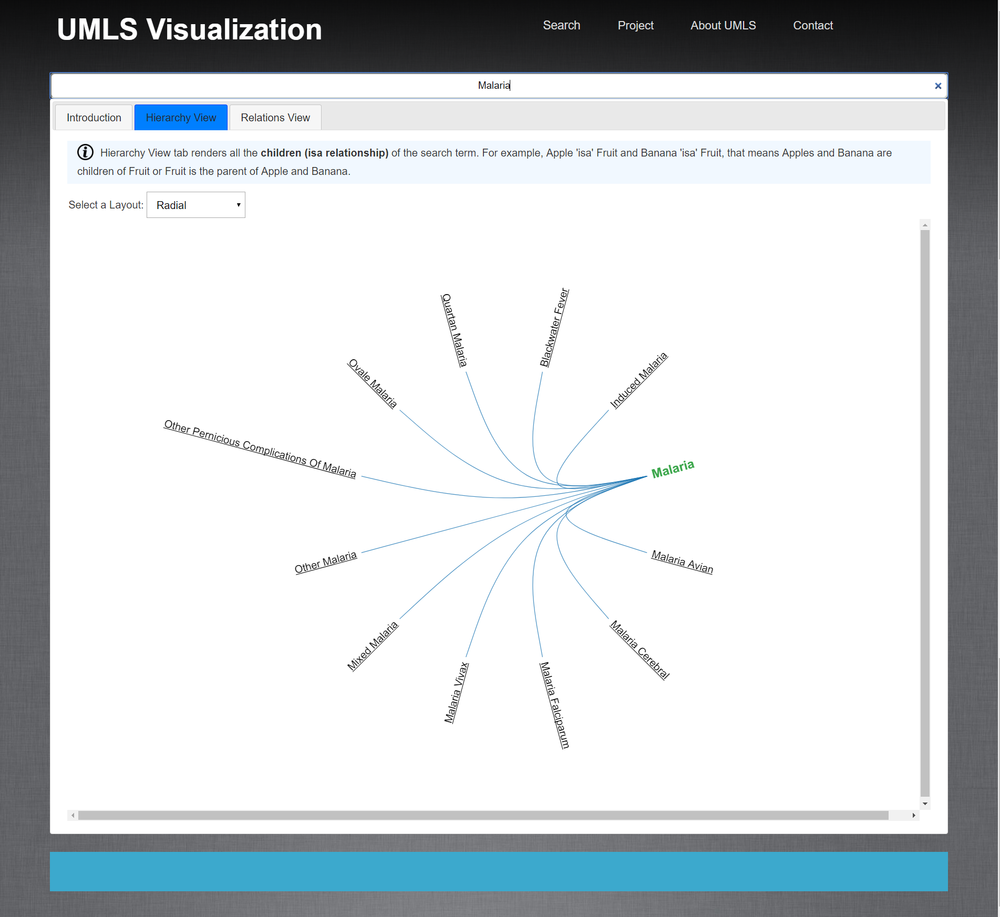 UMLS Visualization
Search Project About UMLS Contact
Malaria
Introduction Hierarchy View Relations View
Hierarchy View tab renders all the children (isa relationship) of the search term. For example, Apple 'isa' Fruit and Banana 'isa' Fruit, that means Apples and Banana are
children of Fruit or Fruit is the parent of Apple and Banana.
Select a Layout: Radial
Quartan Malaria
Blackwater Fever
Ovale Malaria
Induced Malaria
Other Pernicious Complications Of Malaria
Malaria
Other Malaria
Malaria Avian
Mixed Malaria
Malaria Cerebral
Malaria Vivax
Malaria Falciparum